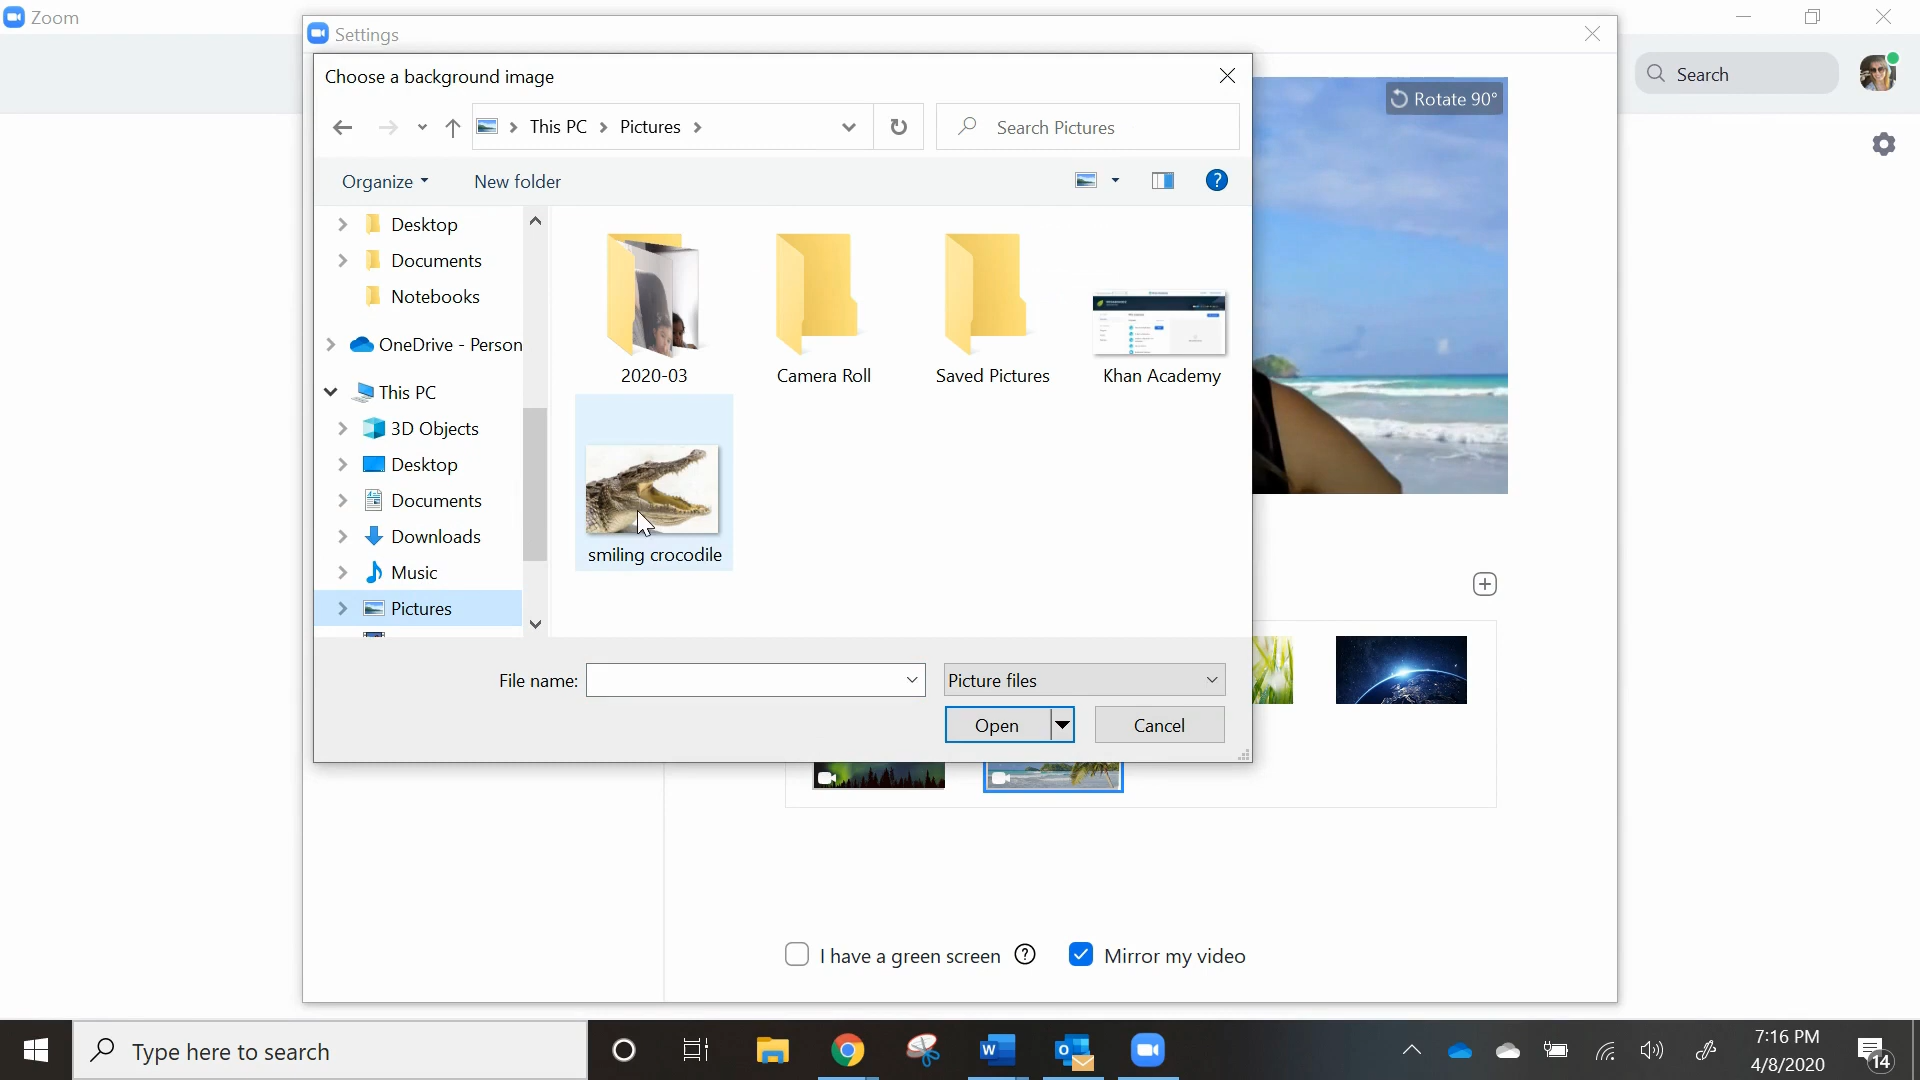 Zoom
Settings
Search
Choose a background image
Rotate 90°
This PC
Pictures
Search Pictures
Organize
New folder
Desktop
Documents
Notebooks
OneDrive - Person
This PC
3D Objects
Desktop
Documents
Downloads
Music
Pictures
2020-03
Camera Roll
Saved Pictures
Khan Academy
smiling crocodile
File name:
Picture files
Open
Cancel
I have a green screen
Mirror my video
Type here to search
7:16 PM
4/8/2020
14